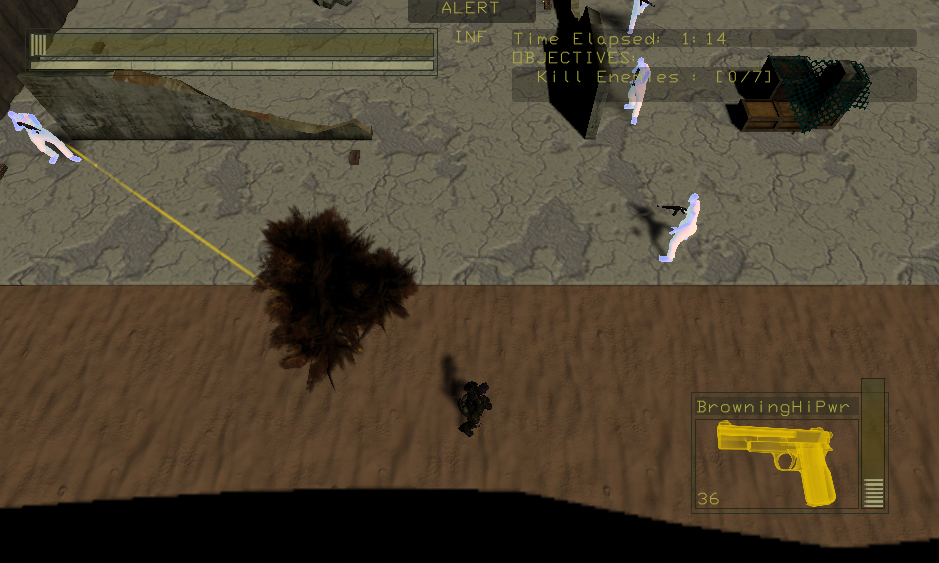 ALERT
INF
Time Elapsed: 1:14
OBJECTIVES:
Kill Enemies : [0/7]
BrowningHiPwr
36